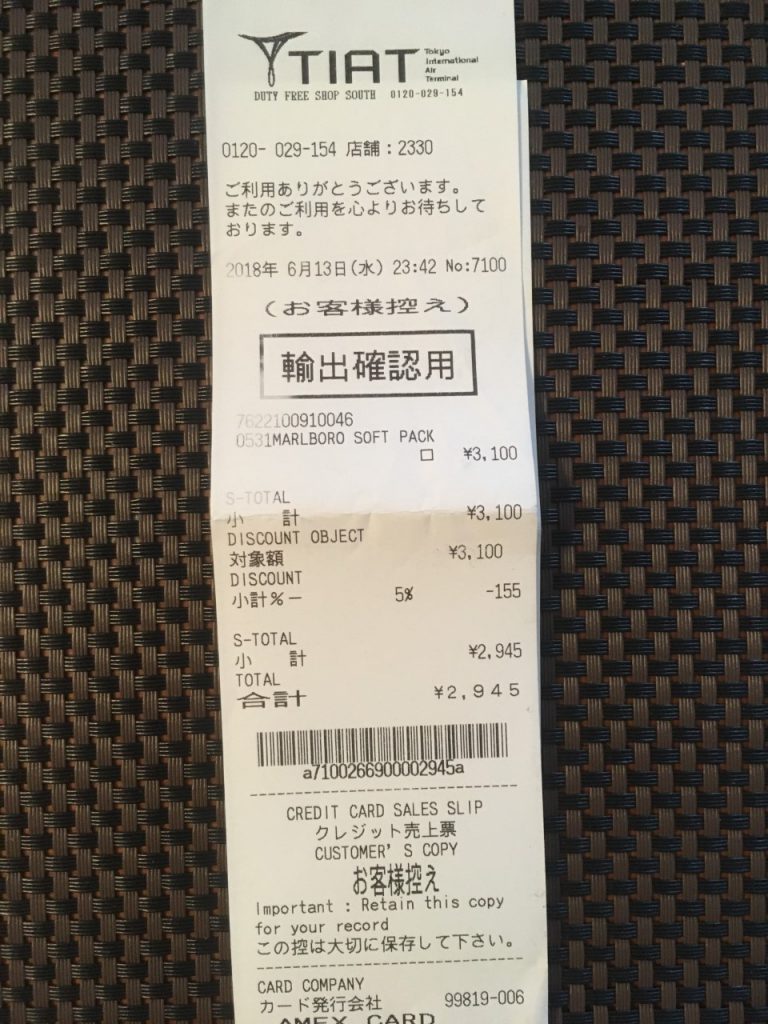 TIAT Tokyo
International
Air
Terminal
DUTY FREE SHOP SOUTH 0120-029-154
0120- 029-154 店舗：2330
ご利用ありがとうございます。
またのご利用を心よりお待ちして
おります。
2018年 6月13日(水) 23:42 No:7100
(お客様控え)
輸出確認用
7622100910046
0531MARLBORO SOFT PACK
口 ¥3,100
S-TOTAL
小 計 ¥3,100
DISCOUNT OBJECT
対象額 ¥3,100
DISCOUNT
小計％－ 5% -155
S-TOTAL
小 計 ¥2,945
TOTAL
合計 ¥2,945
a7100266900002945a
CREDIT CARD SALES SLIP
クレジット売上票
CUSTOMER'S COPY
お客様控え
Important : Retain this copy
for your record
この控は大切に保存して下さい。
CARD COMPANY
カード発行会社 99819-006
AMEX CARD